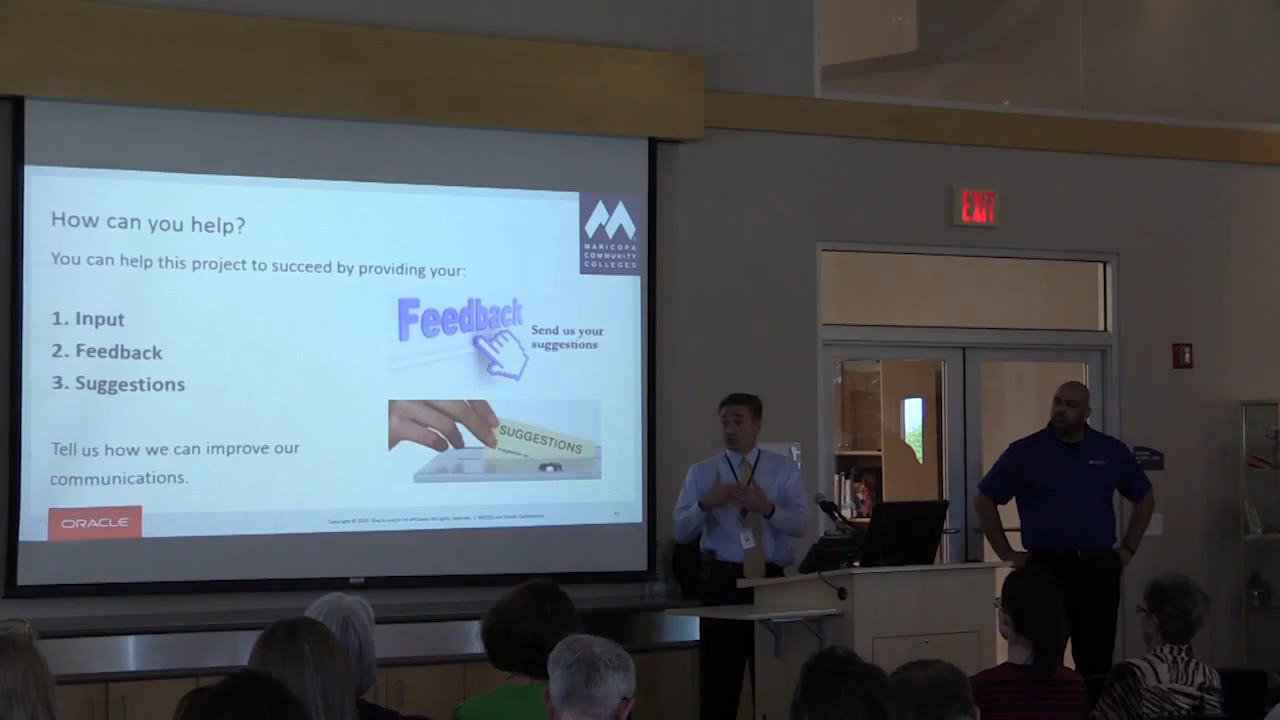 How can you help?
You can help this project to succeed by providing your:
1. Input
2. Feedback
3. Suggestions
Tell us how we can improve our
communications.
Feedback
Send us your
suggestions
SUGGESTIONS
MARICOPA
COMMUNITY
COLLEGES
ORACLE
EXIT